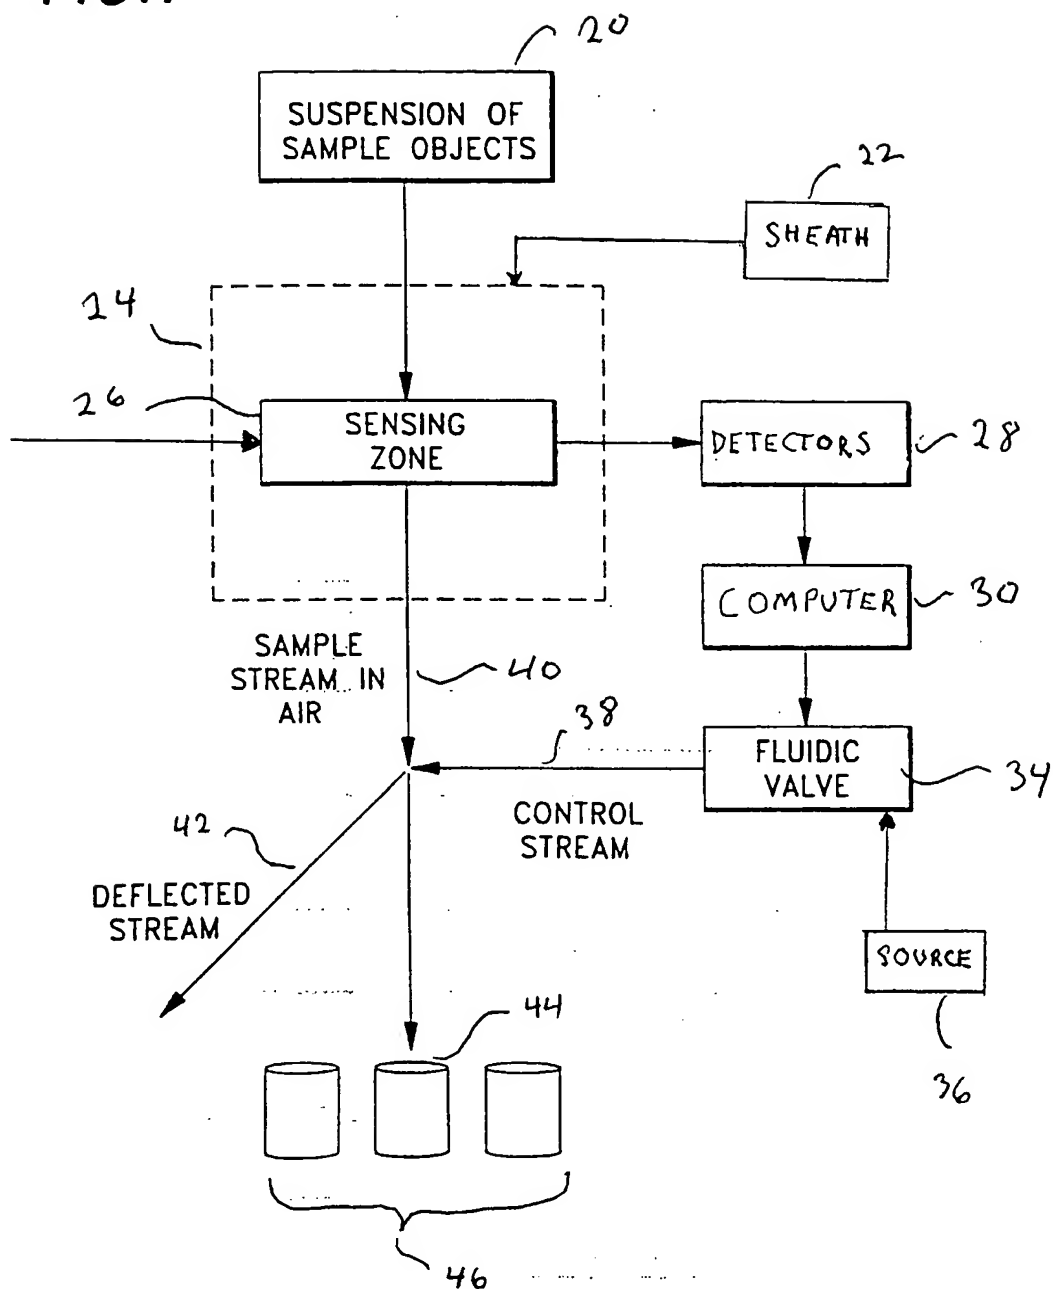 20
SUSPENSION OF
SAMPLE OBJECTS
22
SHEATH
24
26
SENSING
ZONE
DETECTORS
28
COMPUTER
30
SAMPLE
STREAM IN
AIR
40
38
FLUIDIC
VALVE
34
CONTROL
STREAM
42
DEFLECTED
STREAM
SOURCE
36
44
46